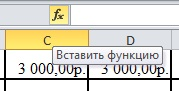 fx
C D
Вставить функцию
3 000,00р. 3 000,00р.